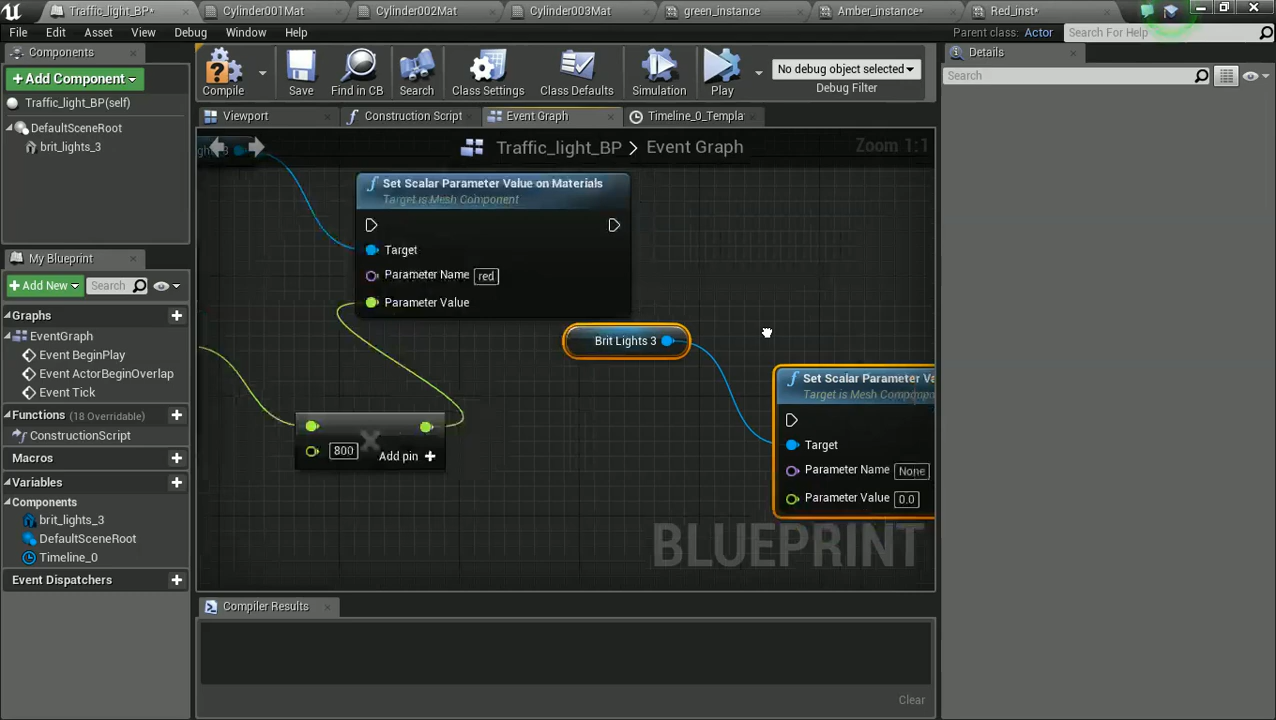 Traffic_light_BP*
Cylinder001Mat
Cylinder002Mat
Cylinder003Mat
green_instance
Amber_instance*
Red_inst*
File
Edit
Asset
View
Debug
Window
Help
Parent class: Actor
Search For Help
Components
+Add Component
Traffic_light_BP(self)
DefaultSceneRoot
brit_lights_3
My Blueprint
+Add New
Search
Graphs
EventGraph
Event BeginPlay
Event ActorBeginOverlap
Event Tick
Functions (18 Overridable)
ConstructionScript
Macros
Variables
Components
brit_lights_3
DefaultSceneRoot
Timeline_0
Event Dispatchers
Compile
Save
Find in CB
Search
Class Settings
Class Defaults
Simulation
Play
No debug object selected
Debug Filter
Viewport
Construction Script
Event Graph
Timeline_0_Templa
Traffic_light_BP > Event Graph
Zoom 1:1
Set Scalar Parameter Value on Materials
Target is Mesh Component
Target
Parameter Name red
Parameter Value
Brit Lights 3
Set Scalar Parameter Va
Target is Mesh Component
Target
Parameter Name None
Parameter Value 0.0
800
Add pin +
BLUEPRINT
Compiler Results
Clear
Details
Search